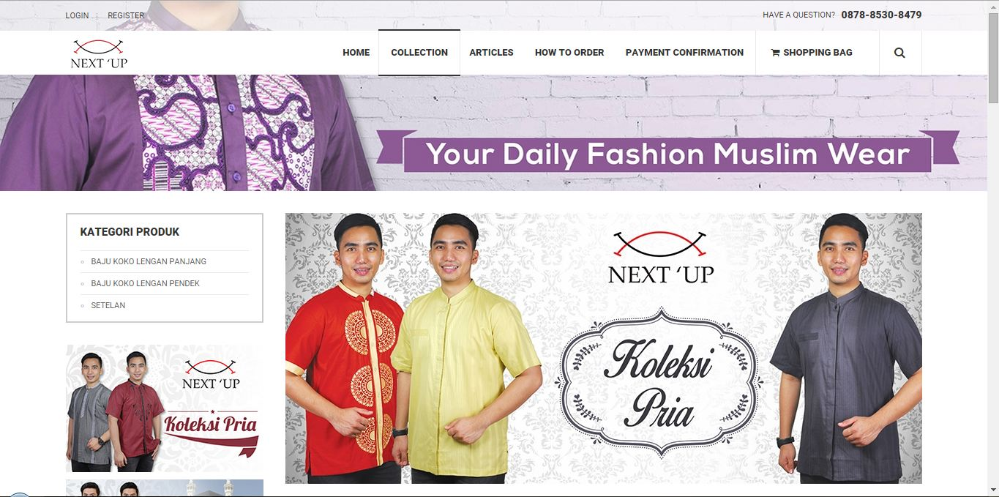 LOGIN
REGISTER
HAVE A QUESTION? 0878-8530-8479
NEXT ‘UP
HOME
COLLECTION
ARTICLES
HOW TO ORDER
PAYMENT CONFIRMATION
SHOPPING BAG
Your Daily Fashion Muslim Wear
KATEGORI PRODUK
BAJU KOKO LENGAN PANJANG
BAJU KOKO LENGAN PENDEK
SETELAN
NEXT ‘UP
Koleksi Pria
NEXT ‘UP
Koleksi
Pria